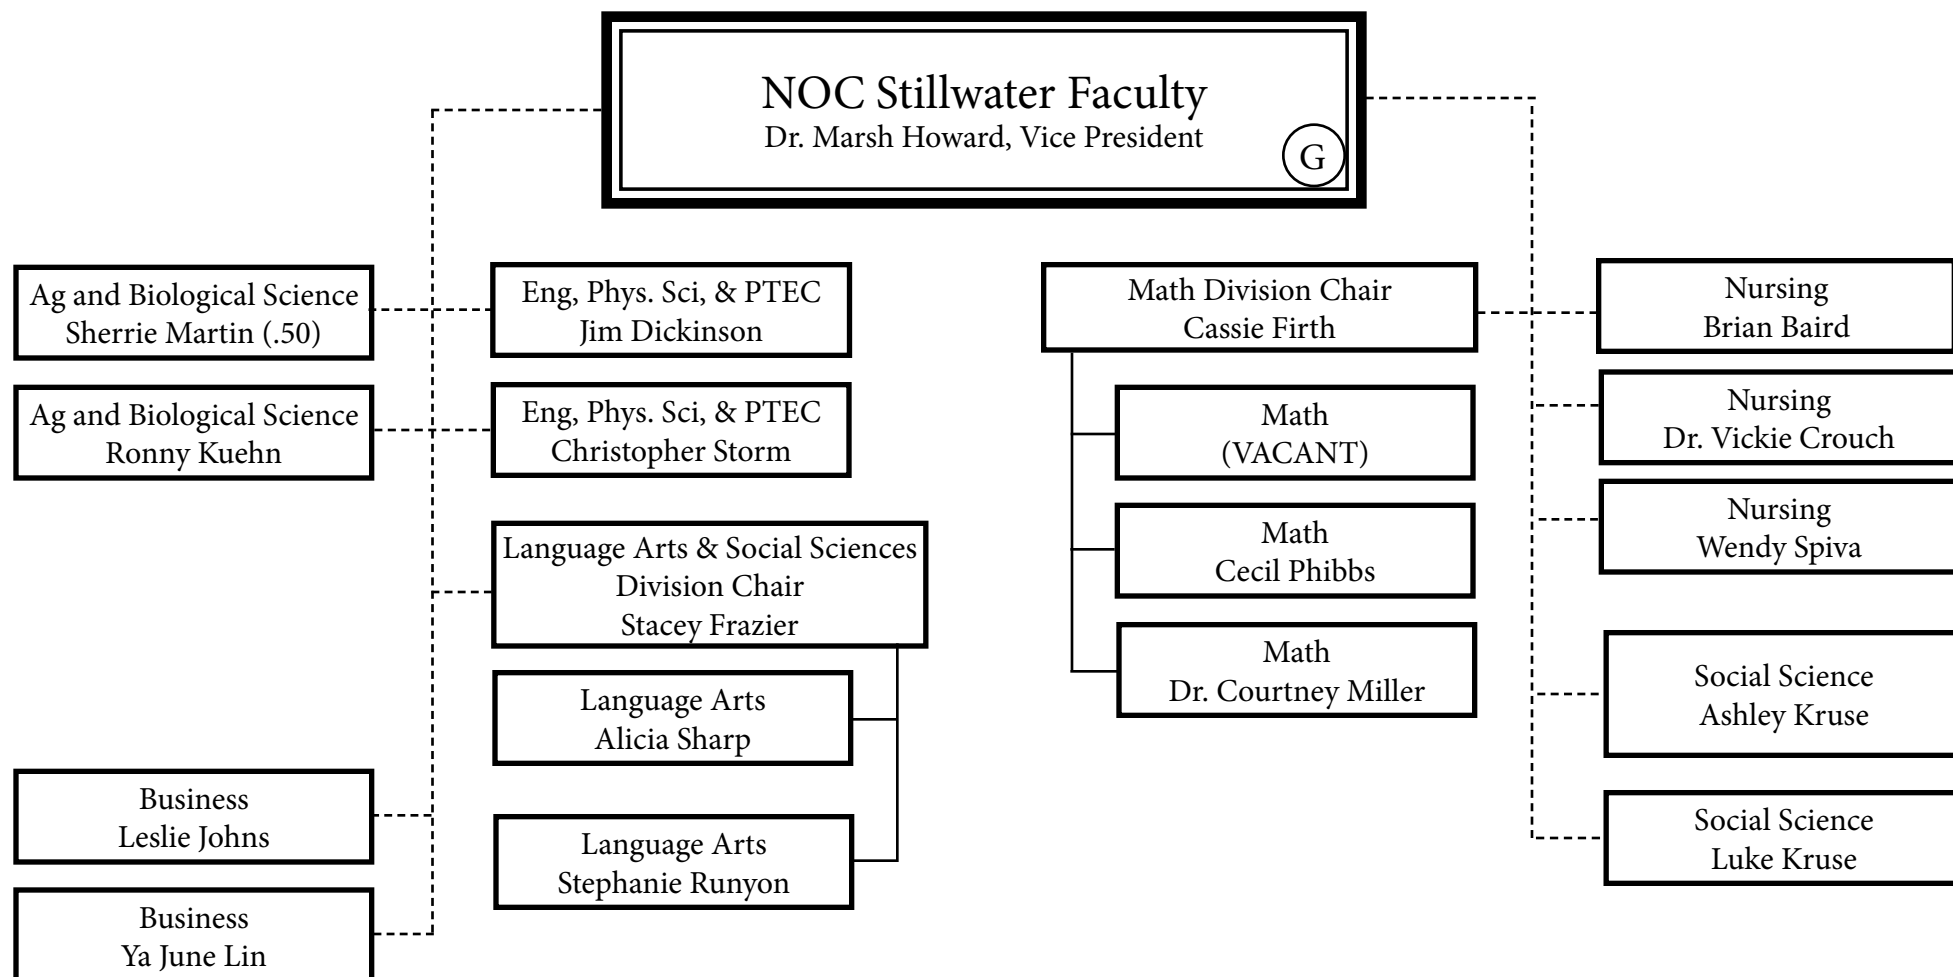 NOC Stillwater Faculty
Dr. Marsh Howard, Vice President
G
Ag and Biological Science
Sherrie Martin (.50)
Ag and Biological Science
Ronny Kuehn
Business
Leslie Johns
Business
Ya June Lin
Eng, Phys. Sci, & PTEC
Jim Dickinson
Eng, Phys. Sci, & PTEC
Christopher Storm
Language Arts & Social Sciences
Division Chair
Stacey Frazier
Language Arts
Alicia Sharp
Language Arts
Stephanie Runyon
Math Division Chair
Cassie Firth
Math
(VACANT)
Math
Cecil Phibbs
Math
Dr. Courtney Miller
Nursing
Brian Baird
Nursing
Dr. Vickie Crouch
Nursing
Wendy Spiva
Social Science
Ashley Kruse
Social Science
Luke Kruse